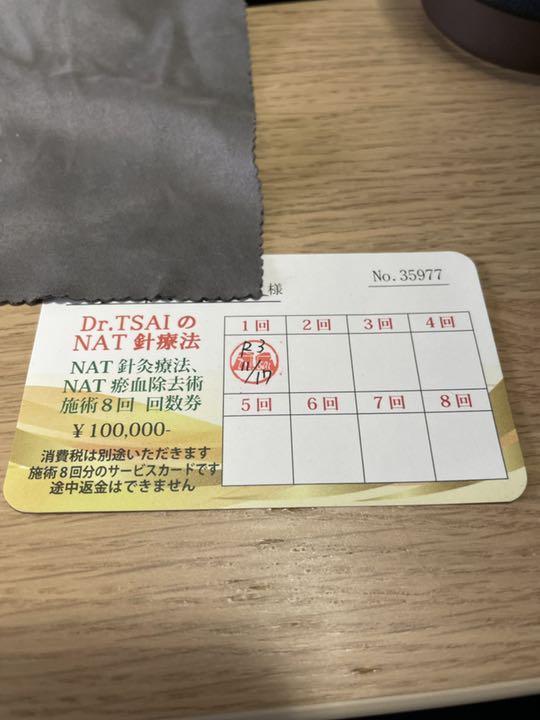 様
No.35977
Dr.TSAIの
NAT針療法
NAT 針灸療法、
NAT 瘀血除去術
施術8回 回数券
¥100,000-
消費税は別途いただきます
施術8回分のサービスカードです
途中返金はできません
1回 2回 3回 4回
R3
11/17
5回 6回 7回 8回